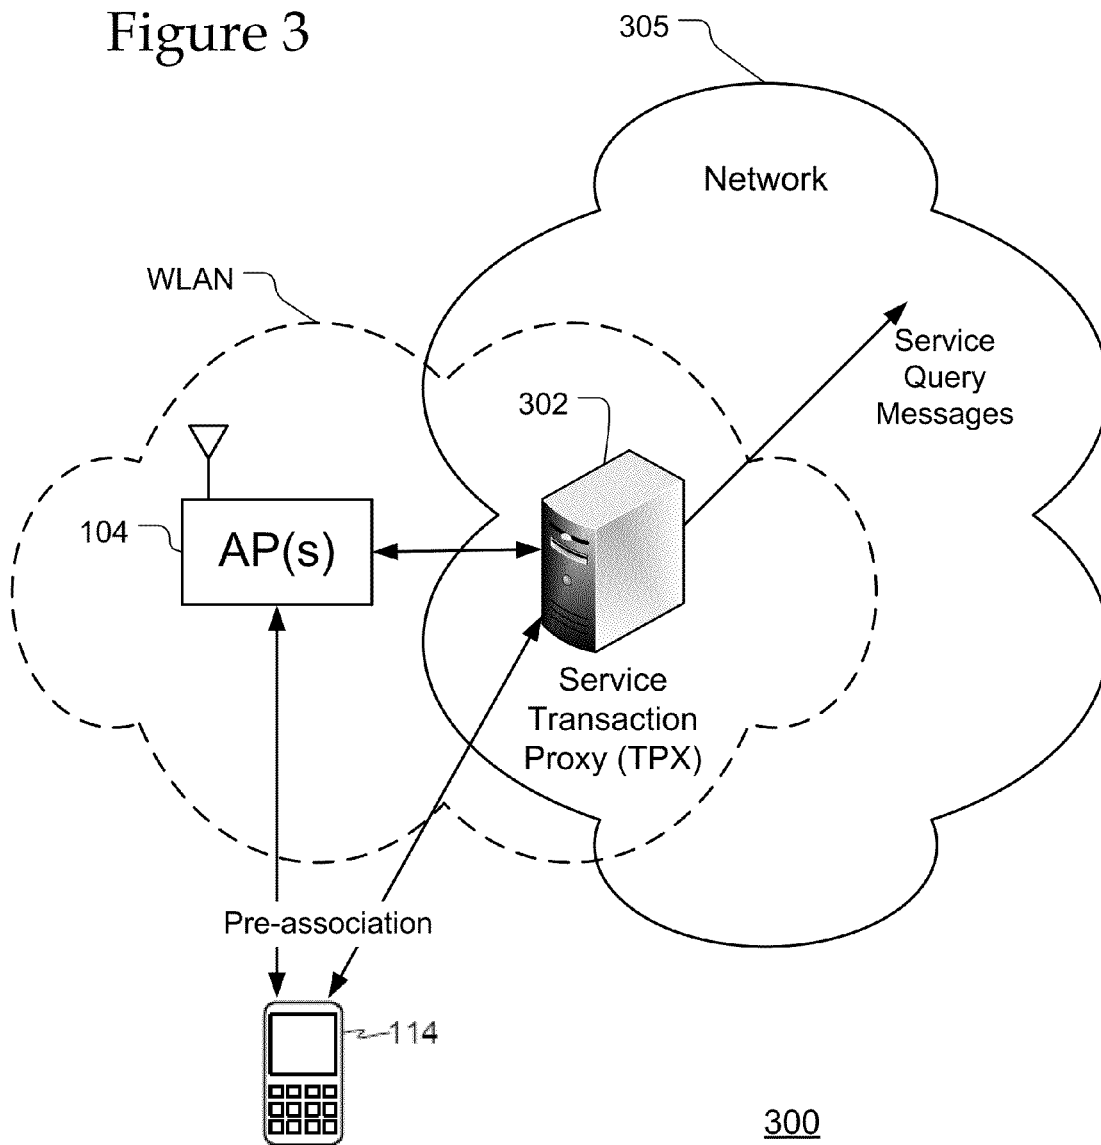 Figure 3
305
Network
WLAN
Service
Query
Messages
302
104
AP(s)
Service
Transaction
Proxy (TPX)
Pre-association
114
300